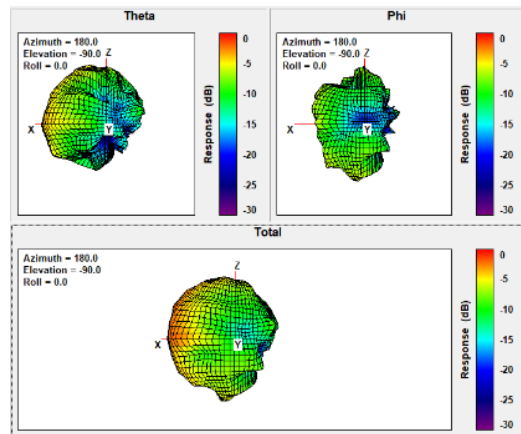 Theta
Azimuth = 180.0
Elevation = -90.0
Roll = 0.0
Z
X
Y
0
-5
-10
-15
-20
-25
-30
Response (dB)
Phi
Azimuth = 180.0
Elevation = -90.0
Roll = 0.0
Z
X
Y
0
-5
-10
-15
-20
-25
-30
Response (dB)
Total
Azimuth = 180.0
Elevation = -90.0
Roll = 0.0
Z
X
Y
0
-5
-10
-15
-20
-25
-30
Response (dB)